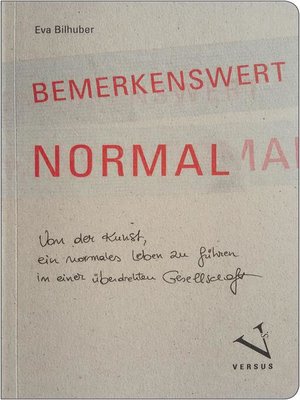 Eva Bilhuber
BEMERKENSWERT
NORMAL
Von der Kunst,
ein normales Leben zu führen
in einer überdrehten Gesellschaft
VERSUS